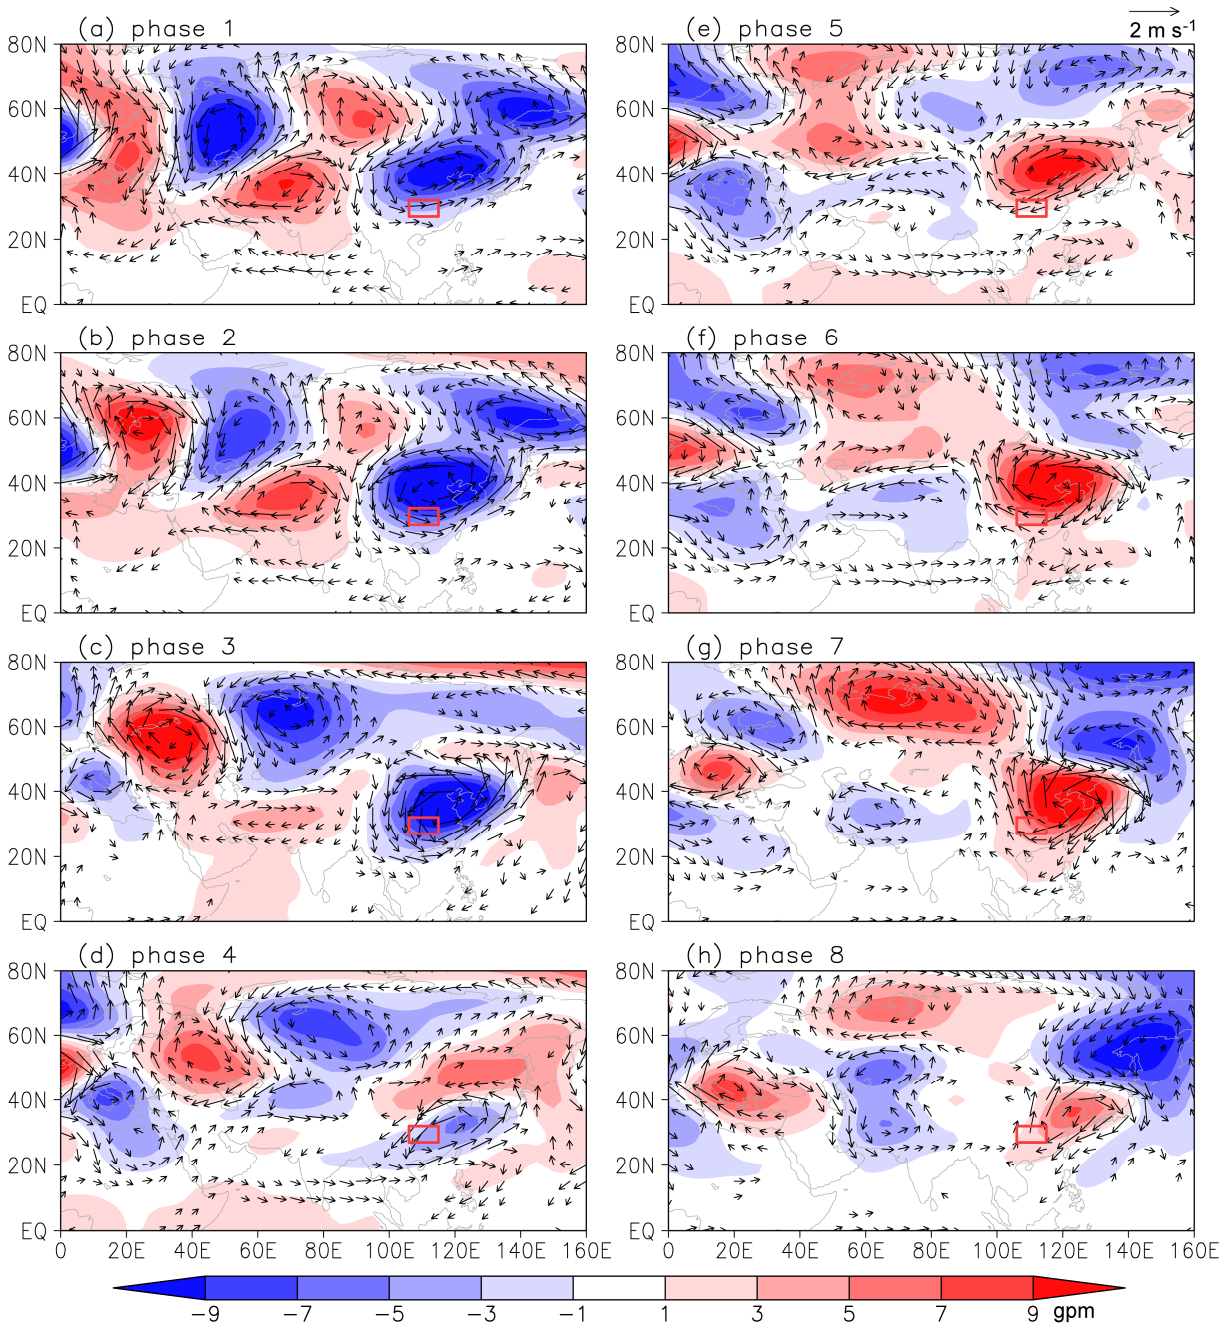 (a) phase 1
(e) phase 5
2 m s-1
80N
60N
40N
20N
EQ
80N
60N
40N
20N
EQ
(b) phase 2
(f) phase 6
80N
60N
40N
20N
EQ
80N
60N
40N
20N
EQ
(c) phase 3
(g) phase 7
80N
60N
40N
20N
EQ
80N
60N
40N
20N
EQ
(d) phase 4
(h) phase 8
80N
60N
40N
20N
EQ
80N
60N
40N
20N
EQ
0 20E 40E 60E 80E 100E 120E 140E 160E
0 20E 40E 60E 80E 100E 120E 140E 160E
−9 −7 −5 −3 −1 1 3 5 7 9 gpm